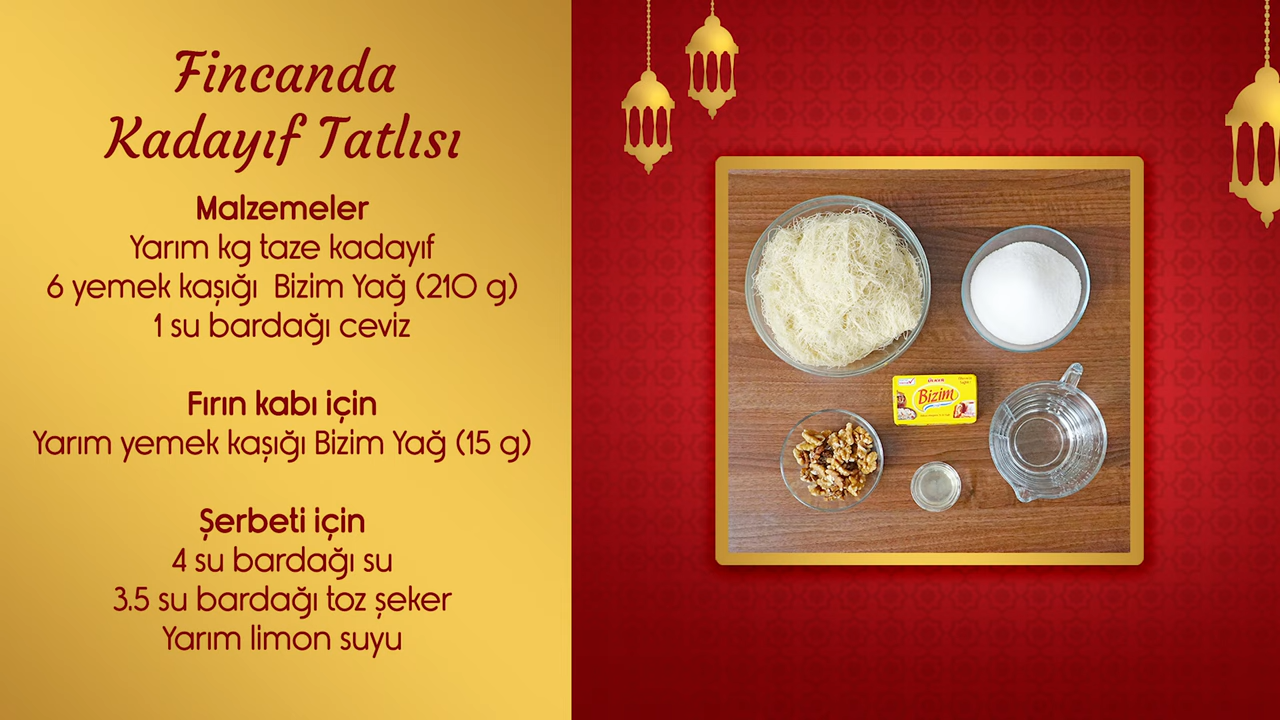 Fincanda
Kadayıf Tatlısı
Malzemeler
Yarım kg taze kadayıf
6 yemek kaşığı Bizim Yağ (210 g)
1 su bardağı ceviz
Fırın kabı için
Yarım yemek kaşığı Bizim Yağ (15 g)
Şerbeti için
4 su bardağı su
3.5 su bardağı toz şeker
Yarım limon suyu
ÜLKER
Bizim